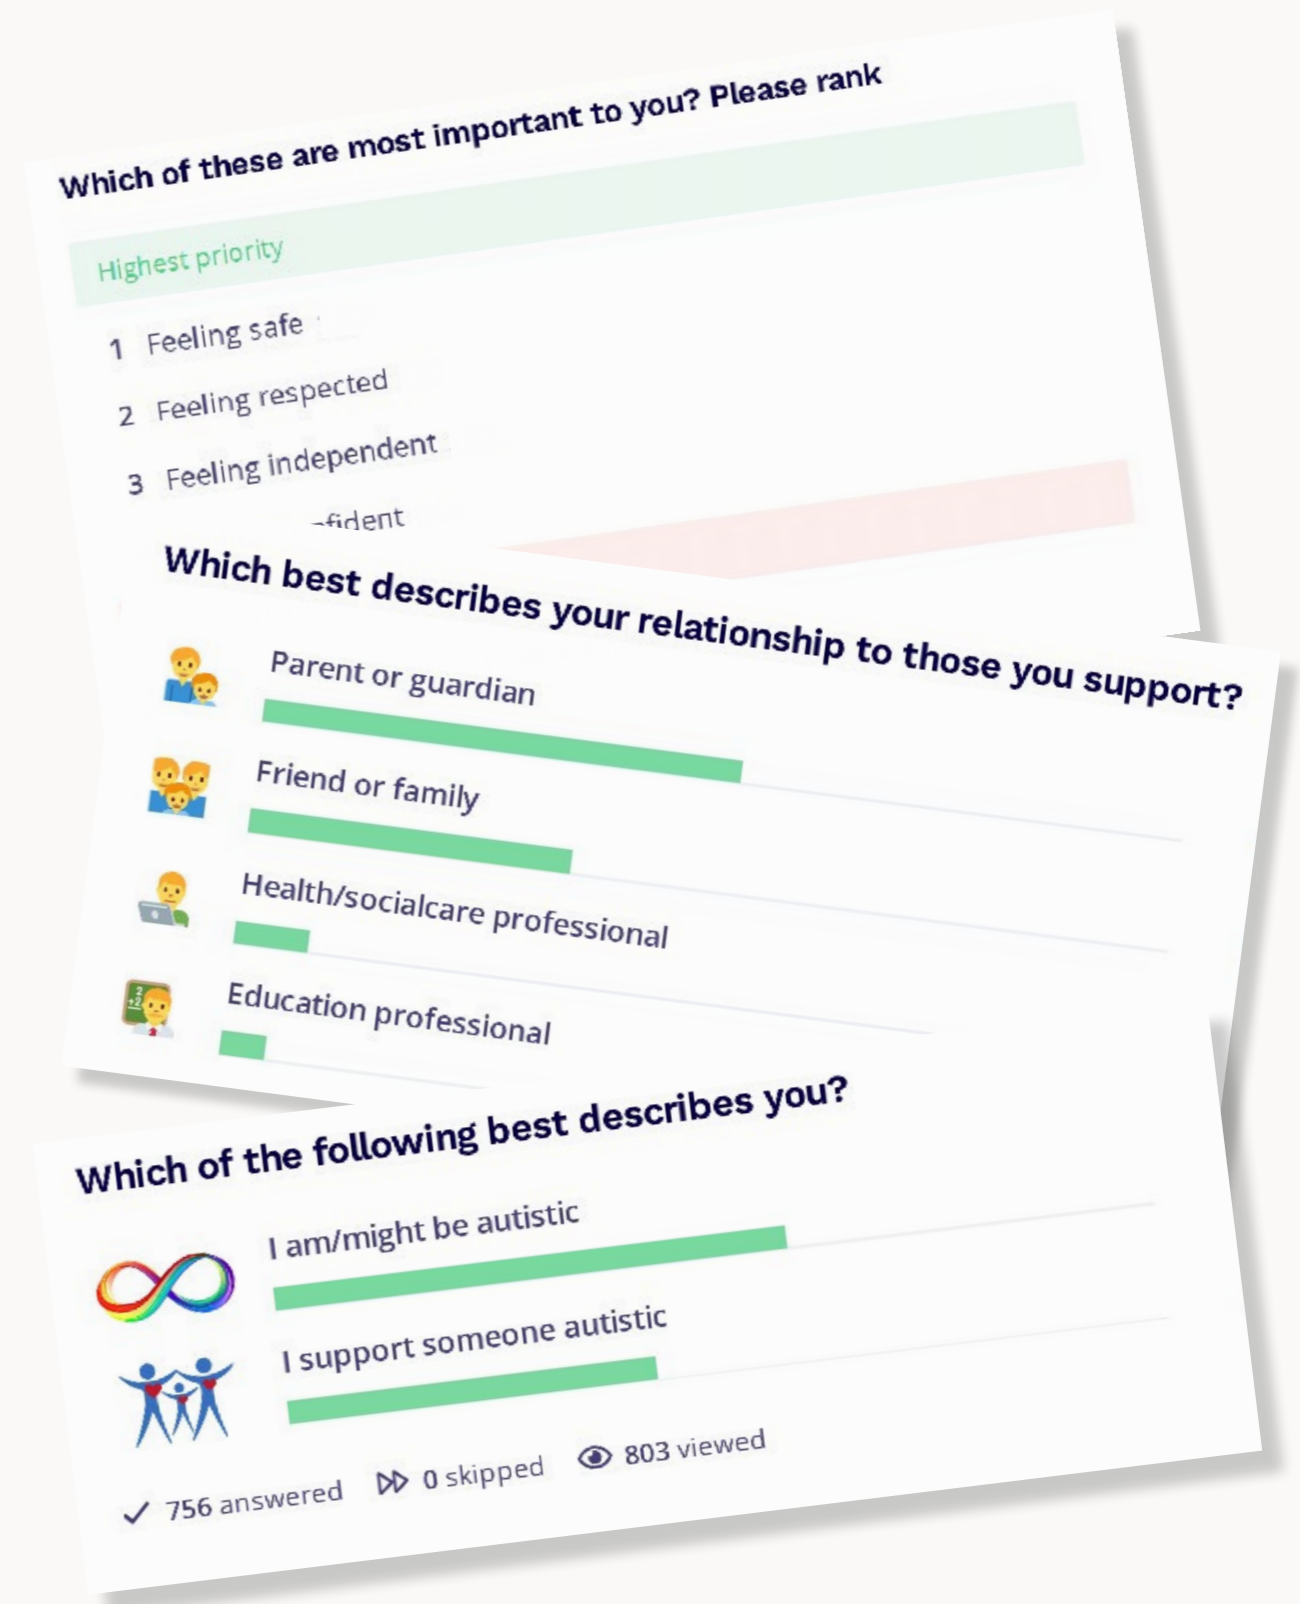 Which of these are most important to you? Please rank
Highest priority
1 Feeling safe
2 Feeling respected
3 Feeling independent
Which best describes your relationship to those you support?
Parent or guardian
Friend or family
Health/socialcare professional
Education professional
Which of the following best describes you?
I am/might be autistic
I support someone autistic
756 answered 0 skipped 803 viewed